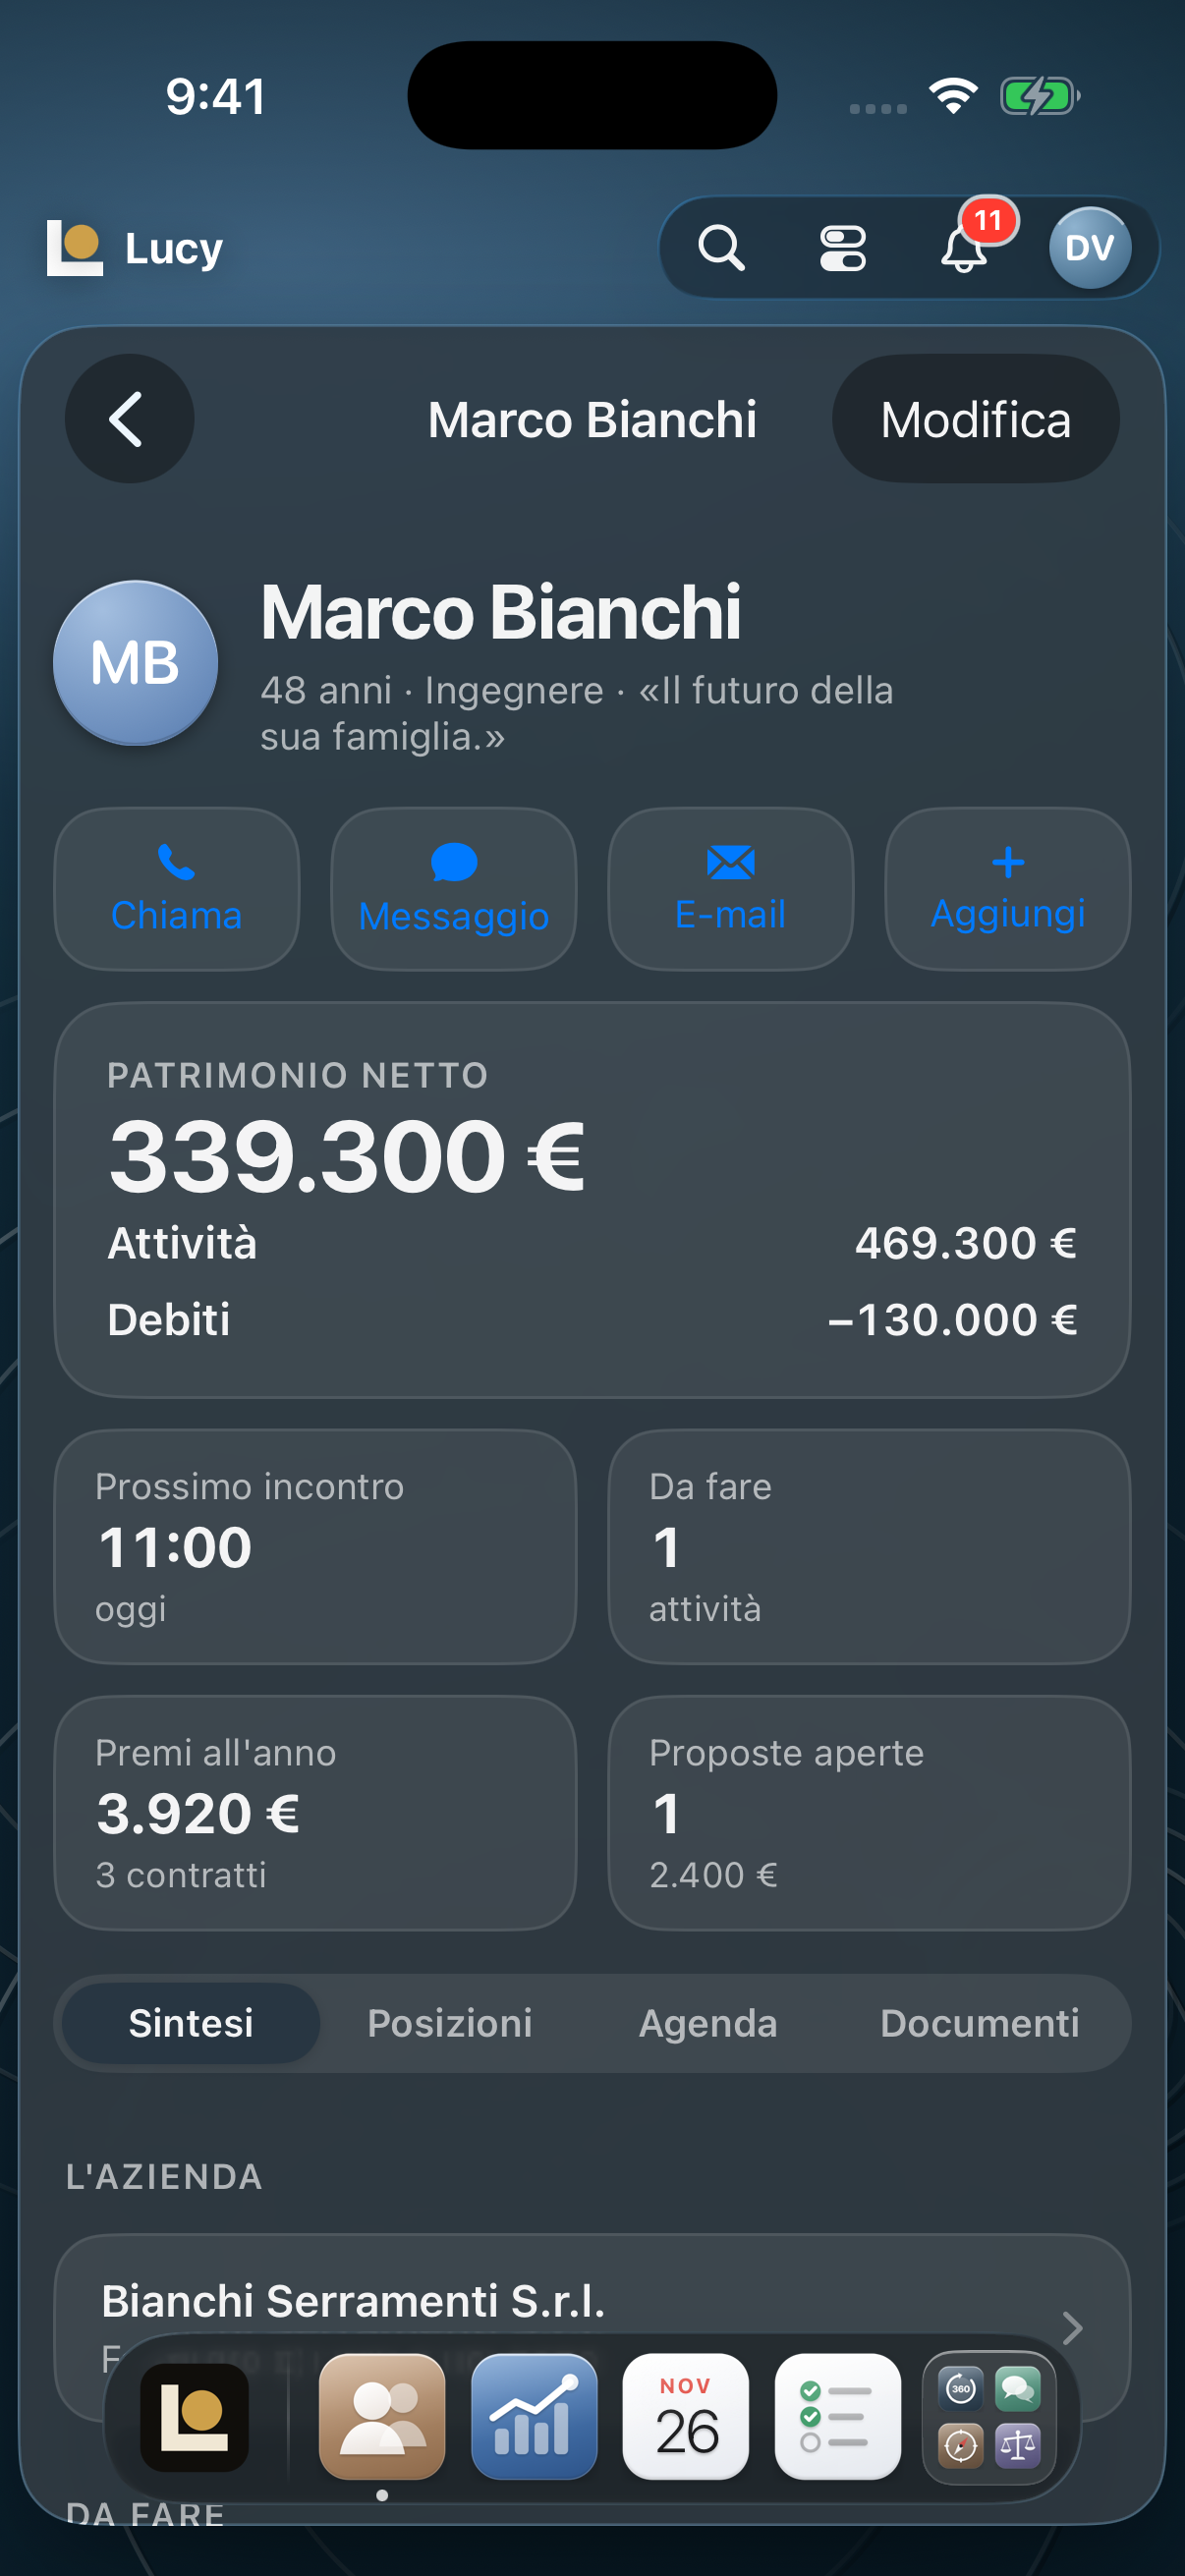 9:41
Lucy
11
DV
Marco Bianchi
Modifica
MB
Marco Bianchi
48 anni · Ingegnere · «Il futuro della
sua famiglia.»
Chiama
Messaggio
E-mail
Aggiungi
PATRIMONIO NETTO
339.300 €
Attività
469.300 €
Debiti
−130.000 €
Prossimo incontro
11:00
oggi
Da fare
1
attività
Premi all'anno
3.920 €
3 contratti
Proposte aperte
1
2.400 €
Sintesi
Posizioni
Agenda
Documenti
L'AZIENDA
Bianchi Serramenti S.r.l.
NOV
26
360
DA FARE